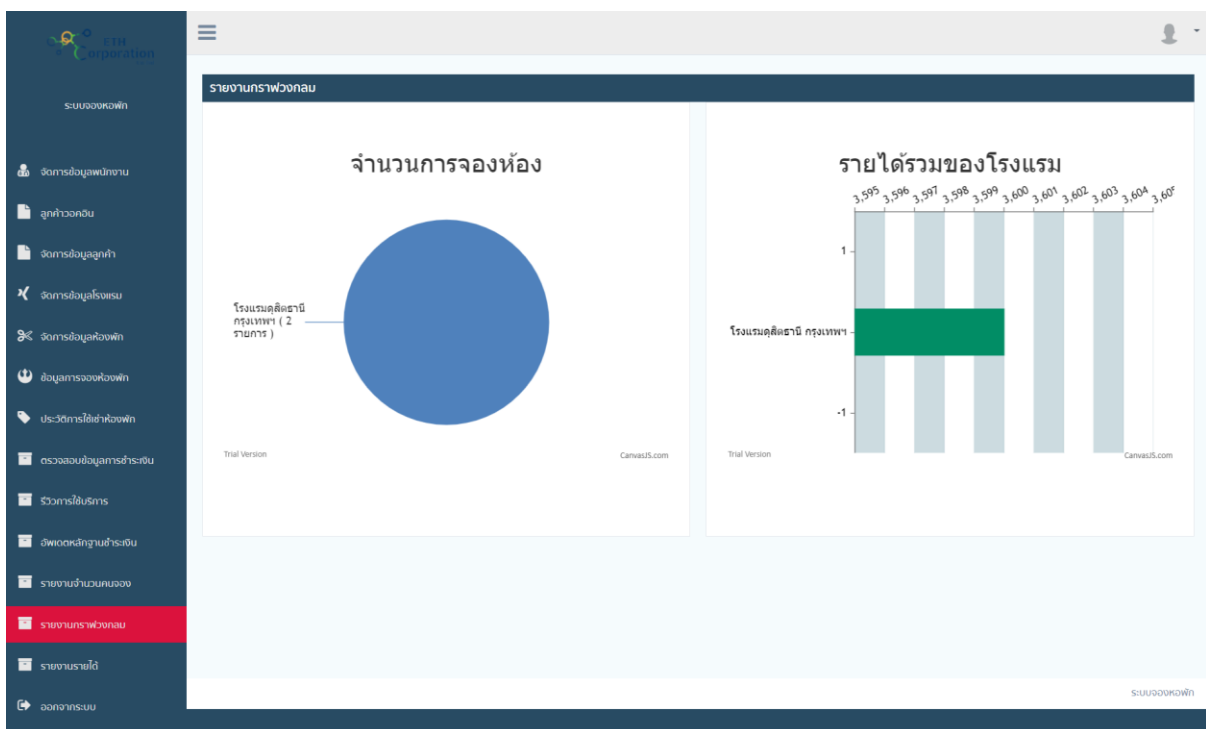 ETH
Corporation
ระบบจองหอพัก
จัดการข้อมูลพนักงาน
ลูกค้าวอคอิน
จัดการข้อมูลลูกค้า
จัดการข้อมูลโรงแรม
จัดการข้อมูลห้องพัก
ข้อมูลการจองห้องพัก
ประวัติการใช้เช่าห้องพัก
ตรวจสอบข้อมูลการชำระเงิน
รีวิวการใช้บริการ
อัพเดตหลักฐานชำระเงิน
รายงานจำนวนคนจอง
รายงานกราฟวงกลม
รายงานรายได้
ออกจากระบบ
รายงานกราฟวงกลม
จำนวนการจองห้อง
โรงแรมดุสิตธานี
กรุงเทพฯ ( 2
รายการ )
Trial Version
CanvasJS.com
รายได้รวมของโรงแรม
3,595 3,596 3,597 3,598 3,599 3,600 3,601 3,602 3,603 3,604 3,605
1
โรงแรมดุสิตธานี กรุงเทพฯ
-1
Trial Version
CanvasJS.com
ระบบจองหอพัก